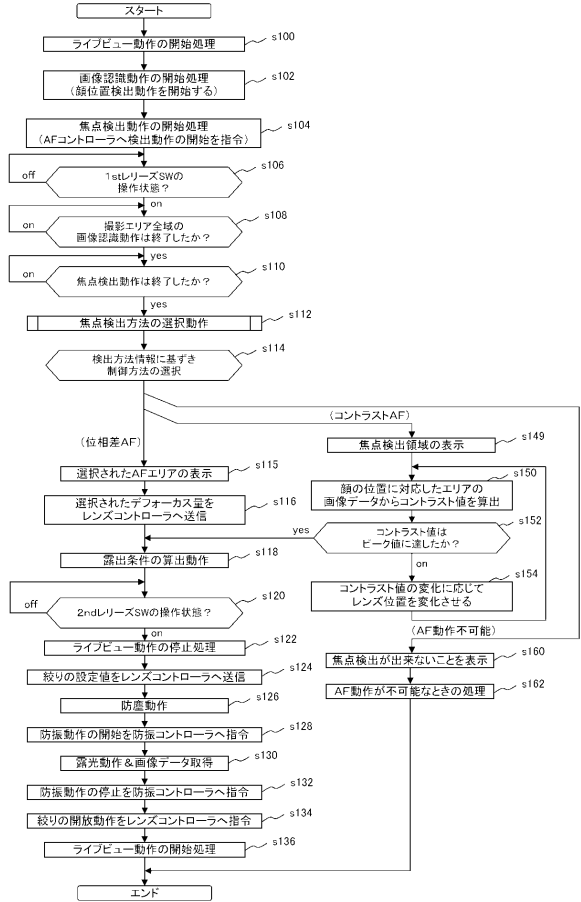 スタート
ライブビュー動作の開始処理
s100
画像認識動作の開始処理
(顔位置検出動作を開始する)
s102
焦点検出動作の開始処理
(AFコントローラへ検出動作の開始を指令)
s104
off
1stレリーズSWの
操作状態?
s106
on
on
撮影エリア全域の
画像認識動作は終了したか?
s108
yes
on
焦点検出動作は終了したか?
s110
yes
焦点検出方法の選択動作
s112
検出方法情報に基ずき
制御方法の選択
s114
(位相差AF)
(コントラストAF)
選択されたAFエリアの表示
s115
選択されたデフォーカス量を
レンズコントローラへ送信
s116
焦点検出領域の表示
s149
顔の位置に対応したエリアの
画像データからコントラスト値を算出
s150
yes
コントラスト値は
ピーク値に達したか?
s152
on
コントラスト値の変化に応じて
レンズ位置を変化させる
s154
露出条件の算出動作
s118
off
2ndレリーズSWの操作状態?
s120
on
ライブビュー動作の停止処理
s122
絞りの設定値をレンズコントローラへ送信
s124
防塵動作
s126
防振動作の開始を防振コントローラへ指令
s128
露光動作&画像データ取得
s130
防振動作の停止を防振コントローラへ指令
s132
絞りの開放動作をレンズコントローラへ指令
s134
ライブビュー動作の開始処理
s136
(AF動作不可能)
焦点検出が出来ないことを表示
s160
AF動作が不可能なときの処理
s162
エンド